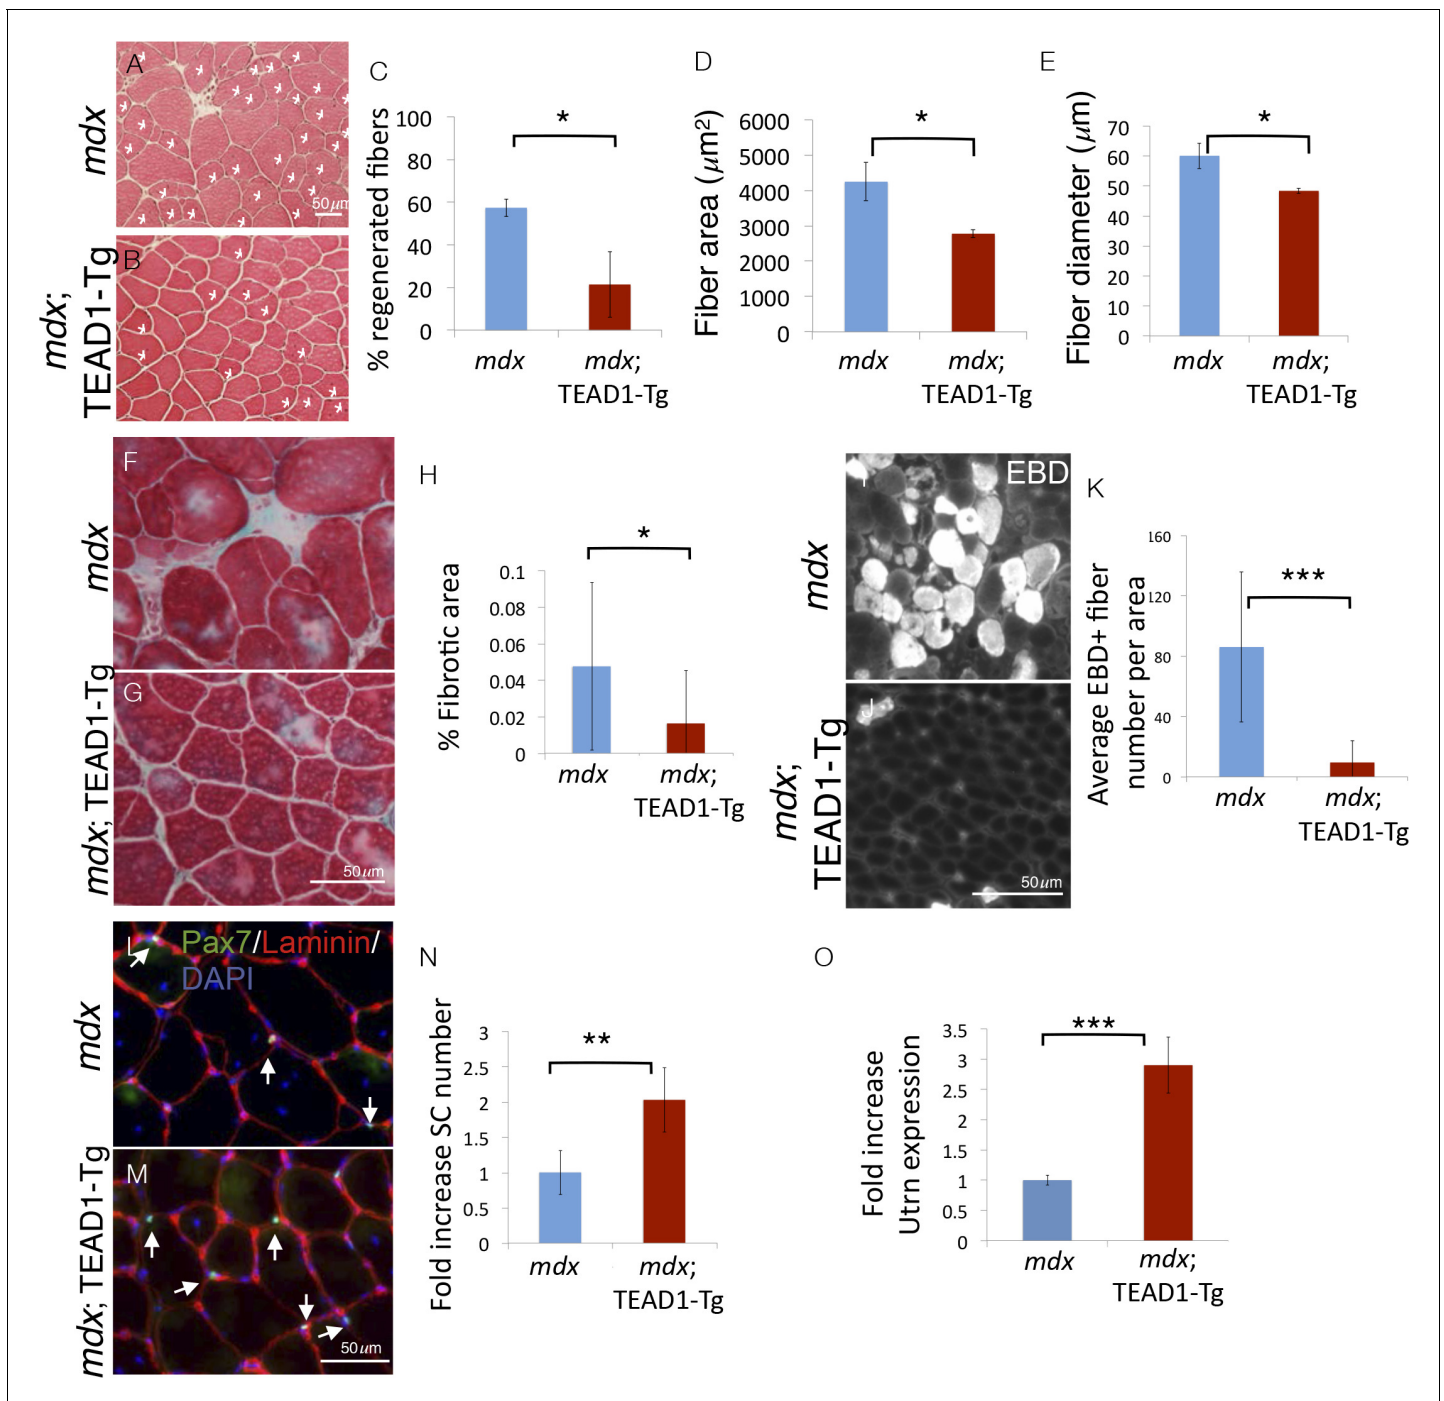 A
mdx
50µm
B
mdx;
TEAD1-Tg
C
% regenerated fibers
100
80
60
40
20
0
*
mdx
mdx;
TEAD1-Tg
D
Fiber area (µm²)
6000
5000
4000
3000
2000
1000
0
*
mdx
mdx;
TEAD1-Tg
E
Fiber diameter (µm)
70
60
50
40
30
20
10
0
*
mdx
mdx;
TEAD1-Tg
F
mdx
G
mdx; TEAD1-Tg
50µm
H
% Fibrotic area
0.1
0.08
0.06
0.04
0.02
0
*
mdx
mdx;
TEAD1-Tg
I
EBD
mdx
J
mdx;
TEAD1-Tg
50µm
K
Average EBD+ fiber
number per area
160
120
80
40
0
***
mdx
mdx;
TEAD1-Tg
L
Pax7/Laminin/
DAPI
mdx
M
mdx; TEAD1-Tg
50µm
N
Fold increase SC number
3
2.5
2
1.5
1
0.5
0
**
mdx
mdx;
TEAD1-Tg
O
Fold increase
Utrn expression
3.5
3
2.5
2
1.5
1
0.5
0
***
mdx
mdx;
TEAD1-Tg